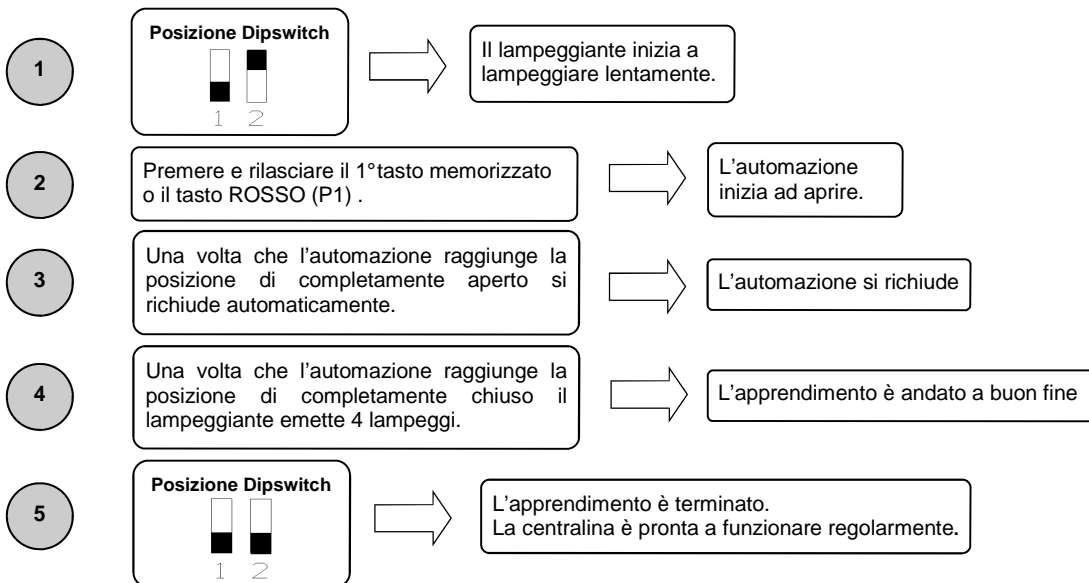 1
Posizione Dipswitch
1 2
Il lampeggiante inizia a
lampeggiare lentamente.
2
Premere e rilasciare il 1°tasto memorizzato
o il tasto ROSSO (P1) .
L'automazione
inizia ad aprire.
3
Una volta che l'automazione raggiunge la
posizione di completamente aperto si
richiude automaticamente.
L'automazione si richiude
4
Una volta che l'automazione raggiunge la
posizione di completamente chiuso il
lampeggiante emette 4 lampeggi.
L'apprendimento è andato a buon fine
5
Posizione Dipswitch
1 2
L'apprendimento è terminato.
La centralina è pronta a funzionare regolarmente.